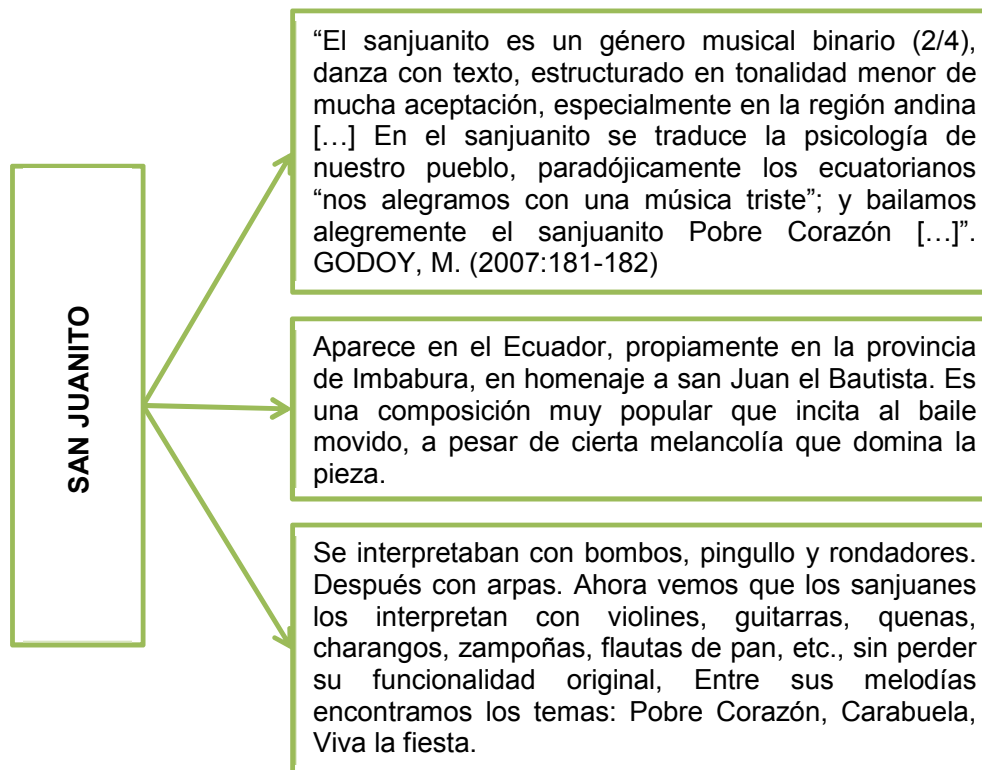 SAN JUANITO
“El sanjuanito es un género musical binario (2/4),
danza con texto, estructurado en tonalidad menor de
mucha aceptación, especialmente en la región andina
[…] En el sanjuanito se traduce la psicología de
nuestro pueblo, paradójicamente los ecuatorianos
“nos alegramos con una música triste”; y bailamos
alegremente el sanjuanito Pobre Corazón […]”.
GODOY, M. (2007:181-182)
Aparece en el Ecuador, propiamente en la provincia
de Imbabura, en homenaje a san Juan el Bautista. Es
una composición muy popular que incita al baile
movido, a pesar de cierta melancolía que domina la
pieza.
Se interpretaban con bombos, pingullo y rondadores.
Después con arpas. Ahora vemos que los sanjuanes
los interpretan con violines, guitarras, quenas,
charangos, zampoñas, flautas de pan, etc., sin perder
su funcionalidad original, Entre sus melodías
encontramos los temas: Pobre Corazón, Carabuela,
Viva la fiesta.